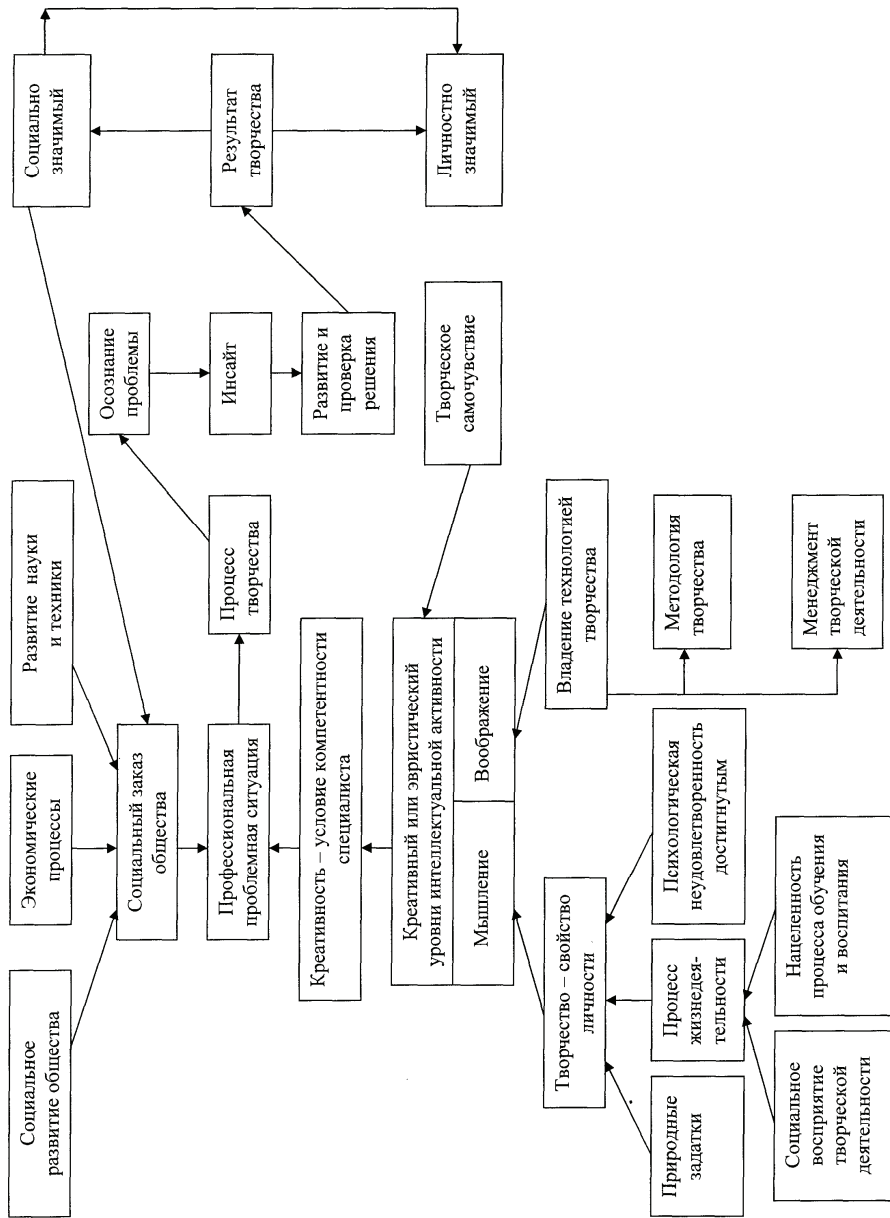 Социальное
развитие общества
Экономические
процессы
Развитие науки
и техники
Социально
значимый
Социальный заказ
общества
Осознание
проблемы
Профессиональная
проблемная ситуация
Процесс
творчества
Инсайт
Результат
творчества
Креативность – условие компетентности
специалиста
Развитие и
проверка
решения
Креативный или эвристический
уровни интеллектуальной активности
Мышление
Воображение
Творческое
самочувствие
Личностно
значимый
Творчество – свойство
личности
Владение технологией
творчества
Природные
задатки
Процесс
жизнедея-
тельности
Психологическая
неудовлетворенность
достигнутым
Методология
творчества
Социальное
восприятие
творческой
деятельности
Нацеленность
процесса обучения
и воспитания
Менеджмент
творческой
деятельности